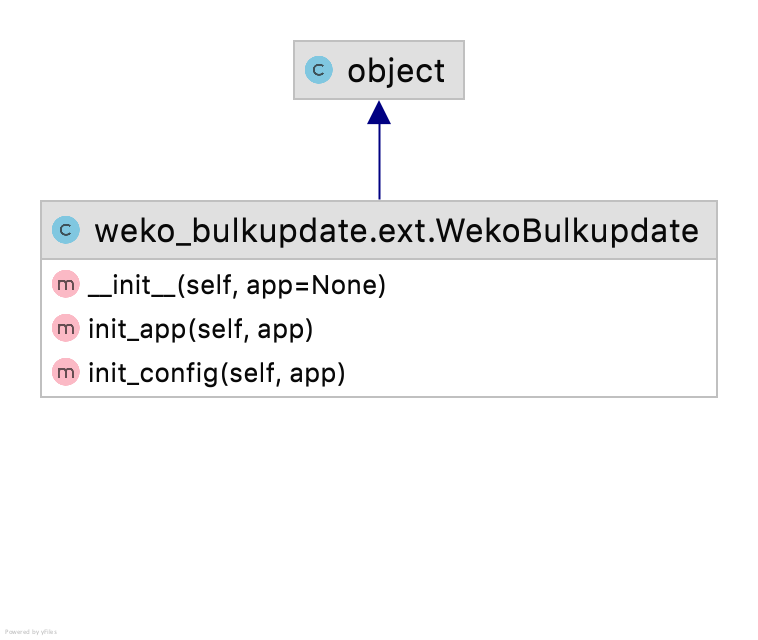 c object
c weko_bulkupdate.ext.WekoBulkupdate
m __init__(self, app=None)
m init_app(self, app)
m init_config(self, app)
Powered by yFiles